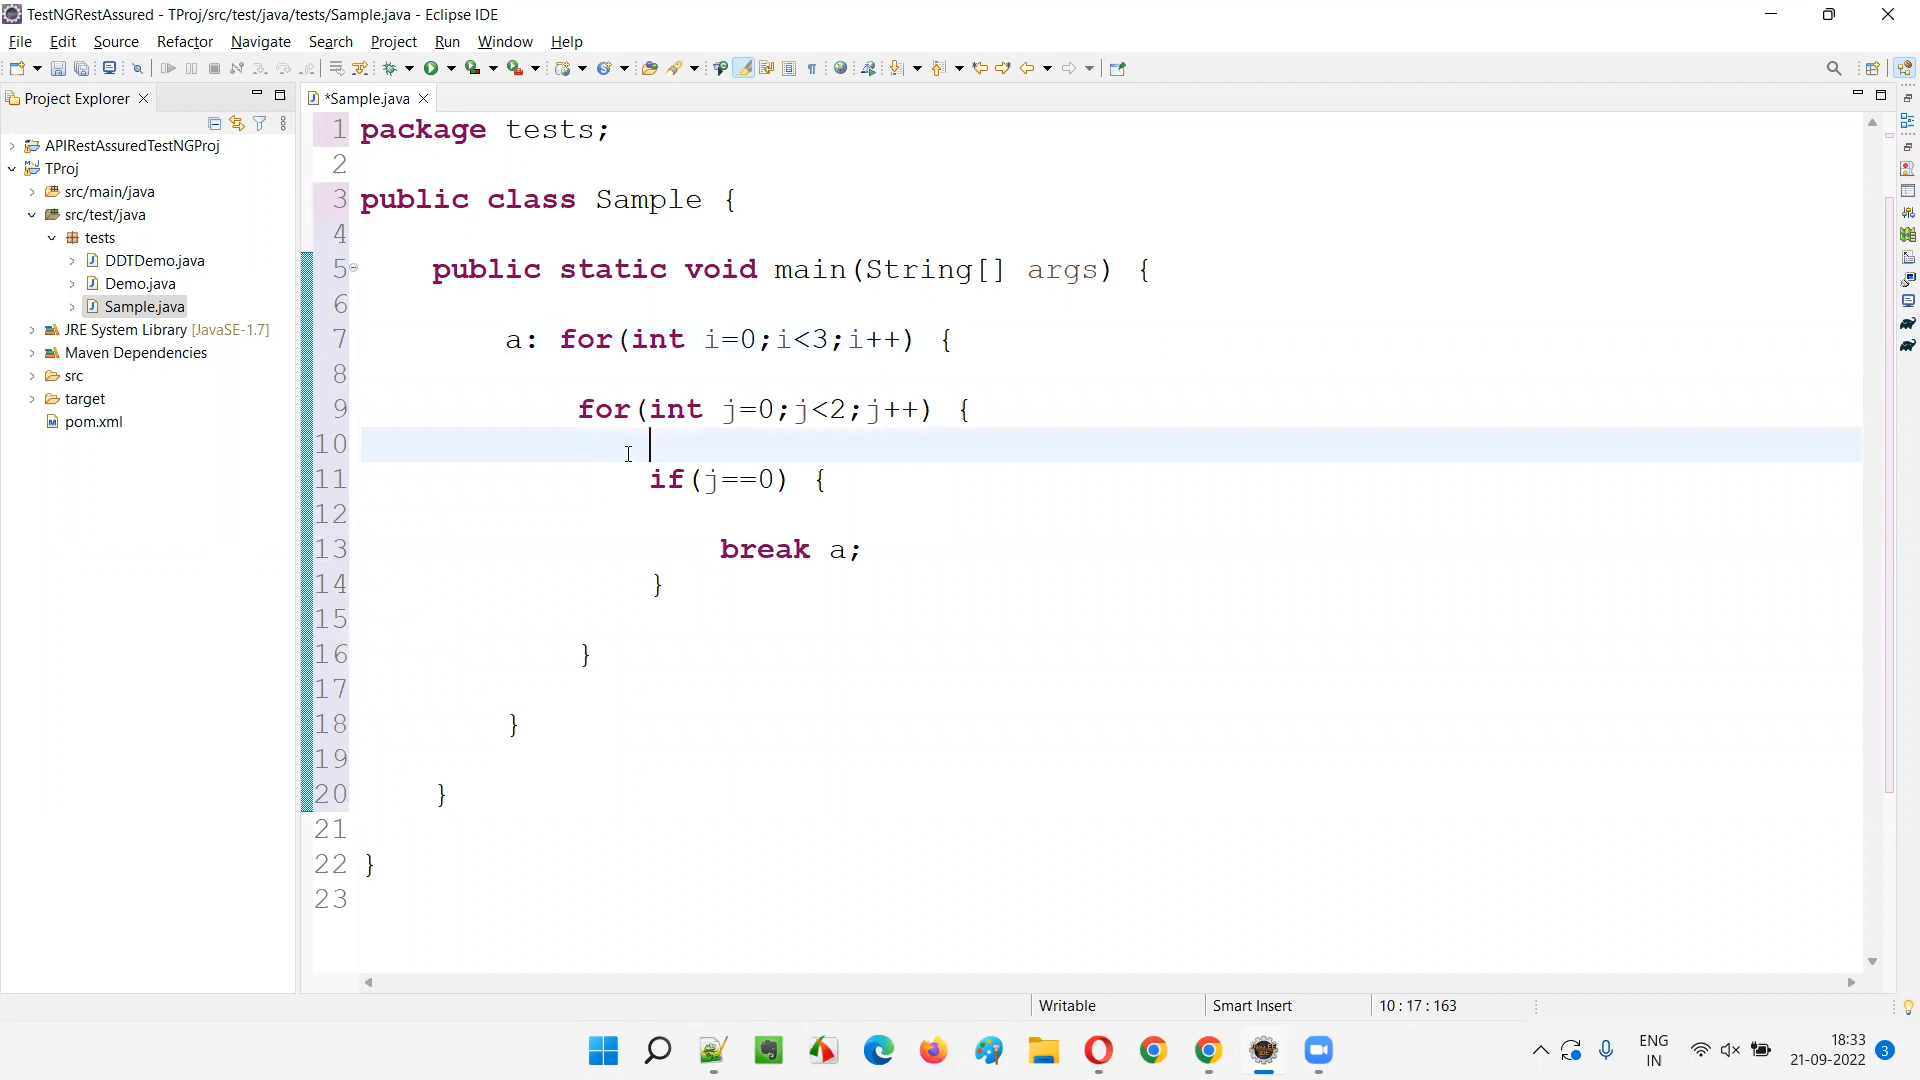 TestNGRestAssured - TProj/src/test/java/tests/Sample.java - Eclipse IDE
File Edit Source Refactor Navigate Search Project Run Window Help
Project Explorer
*Sample.java
APIRestAssuredTestNGProj
TProj
src/main/java
src/test/java
tests
DDTDemo.java
Demo.java
Sample.java
JRE System Library [JavaSE-1.7]
Maven Dependencies
src
target
pom.xml
1 package tests;
2
3 public class Sample {
4
5 public static void main(String[] args) {
6
7 a: for(int i=0;i<3;i++) {
8
9 for(int j=0;j<2;j++) {
10
11 if(j==0) {
12
13 break a;
14 }
15
16 }
17
18 }
19
20 }
21
22 }
23
Writable Smart Insert 10 : 17 : 163
ENG
IN
18:33
21-09-2022
3